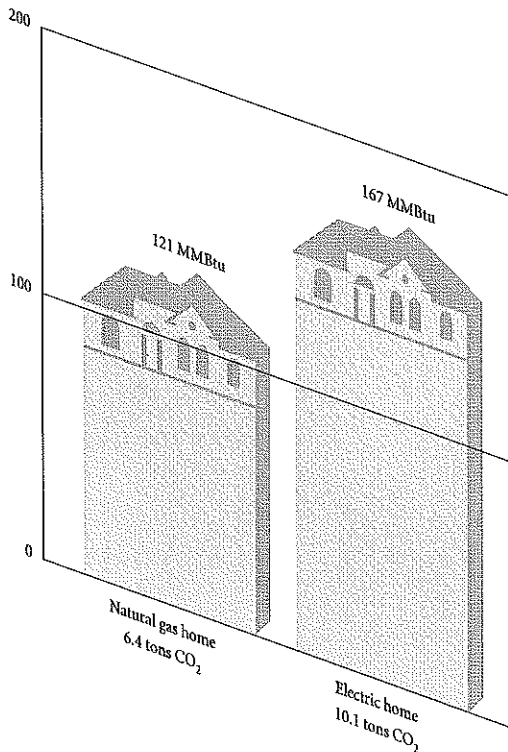 200
100
0
121 MMBtu
167 MMBtu
Natural gas home
6.4 tons CO₂
Electric home
10.1 tons CO₂